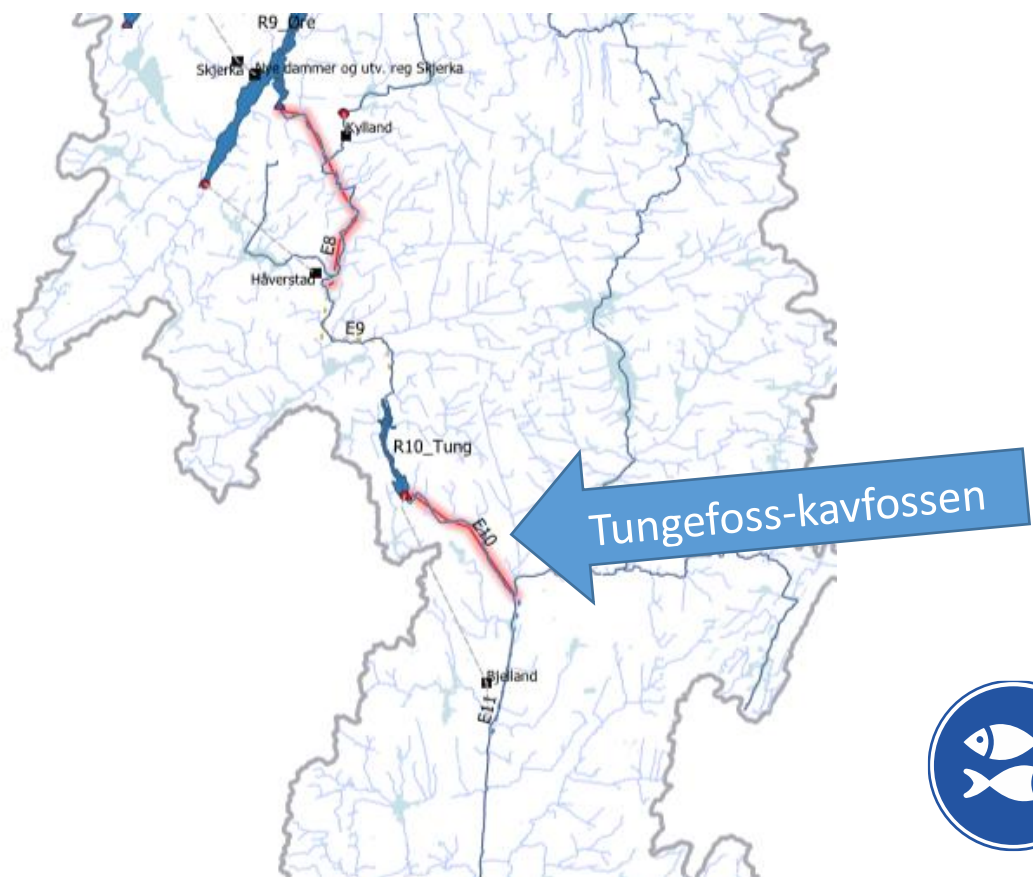 R9_Øre
Skjerka
Nye dammer og utv. reg Skjerka
Kylland
E8
Håverstad
E9
R10_Tung
E10
Tungefoss-kavfossen
Bjelland
E11